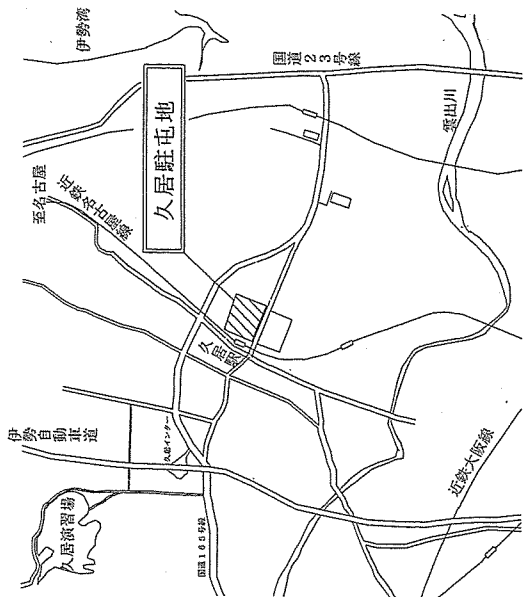 伊勢湾
国道23号線
久居駐屯地
至名古屋
近鉄名古屋線
雲出川
久居駅
伊勢自動車道
久居インター
久居演習場
国道165号線
近鉄大阪線